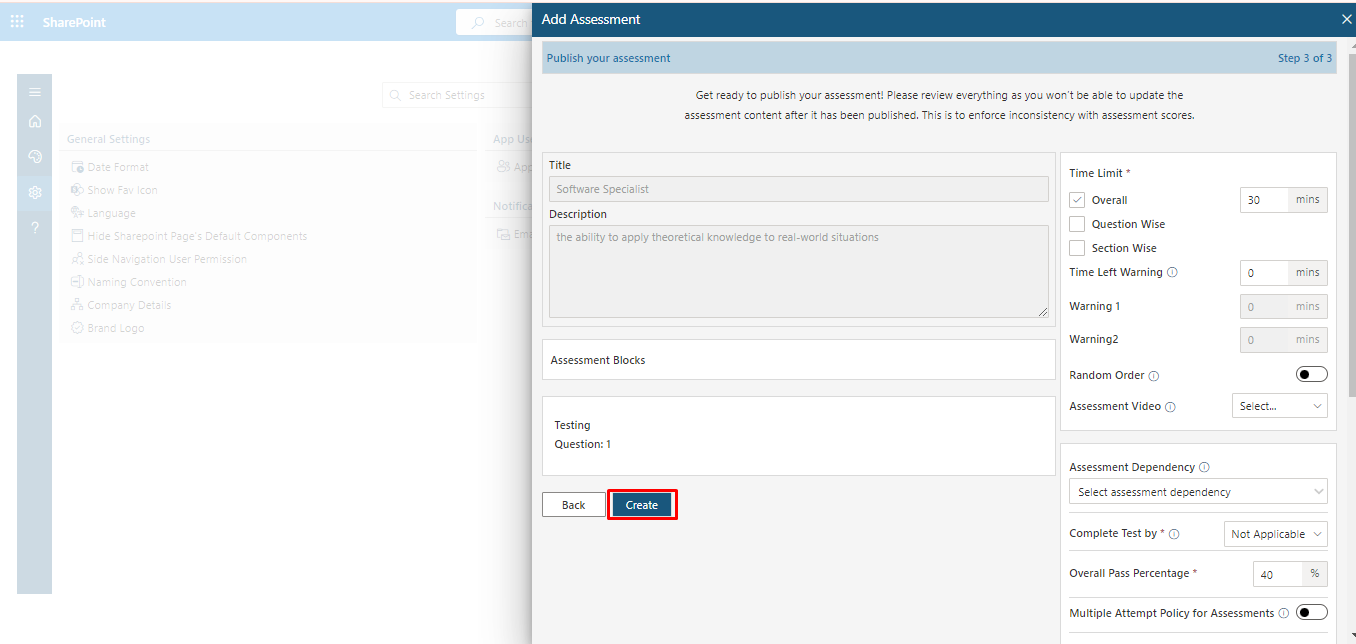 SharePoint
Search
Add Assessment
Publish your assessment
Step 3 of 3
Get ready to publish your assessment! Please review everything as you won't be able to update the
assessment content after it has been published. This is to enforce inconsistency with assessment scores.
Search Settings
General Settings
Date Format
Show Fav Icon
Language
Hide Sharepoint Page's Default Components
Side Navigation User Permission
Naming Convention
Company Details
Brand Logo
App Use
App
Notifica
Ema
Title
Software Specialist
Description
the ability to apply theoretical knowledge to real-world situations
Assessment Blocks
Testing
Question: 1
Back
Create
Time Limit *
Overall
30 mins
Question Wise
Section Wise
Time Left Warning
0 mins
Warning 1
0 mins
Warning2
0 mins
Random Order
Assessment Video
Select...
Assessment Dependency
Select assessment dependency
Complete Test by *
Not Applicable
Overall Pass Percentage *
40 %
Multiple Attempt Policy for Assessments